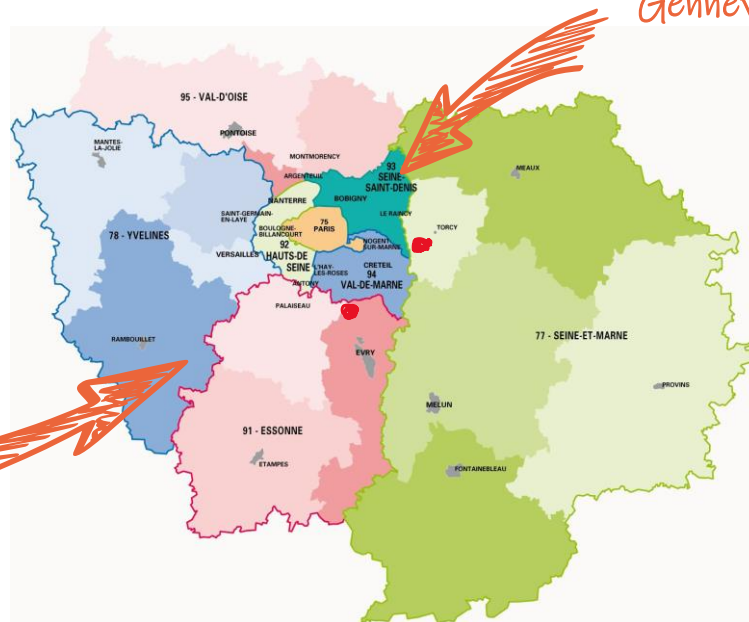 Gennev
95 - VAL-D'OISE
PONTOISE
MANTES-
LA-JOLIE
MONTMORENCY
ARGENTEUIL
93
SEINE-
SAINT-DENIS
MEAUX
NANTERRE
BOBIGNY
SAINT-GERMAIN-
EN-LAYE
LE RAINCY
75
PARIS
TORCY
BOULOGNE-
BILLANCOURT
78 - YVELINES
92
HAUTS-DE
SEINE
NOGENT
SUR-MARNE
VERSAILLES
L'HAY-
LES-ROSES
CRETEIL
94
VAL-DE-MARNE
ANTONY
PALAISEAU
RAMBOUILLET
EVRY
77 - SEINE-ET-MARNE
PROVINS
MELUN
91 - ESSONNE
ETAMPES
FONTAINEBLEAU